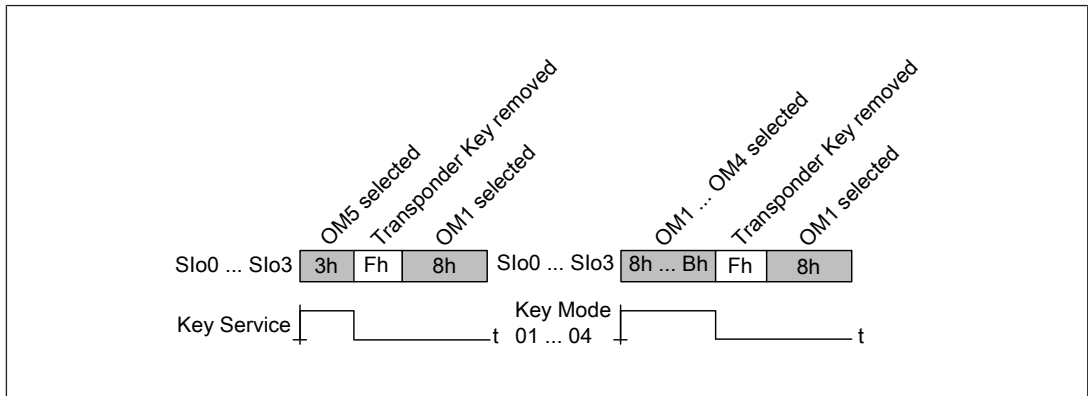 OM5 selected
Transponder Key removed
OM1 selected
SIo0 ... SIo3 3h Fh 8h
Key Service t
OM1 ... OM4 selected
Transponder Key removed
OM1 selected
SIo0 ... SIo3 8h ... Bh Fh 8h
Key Mode
01 ... 04 t